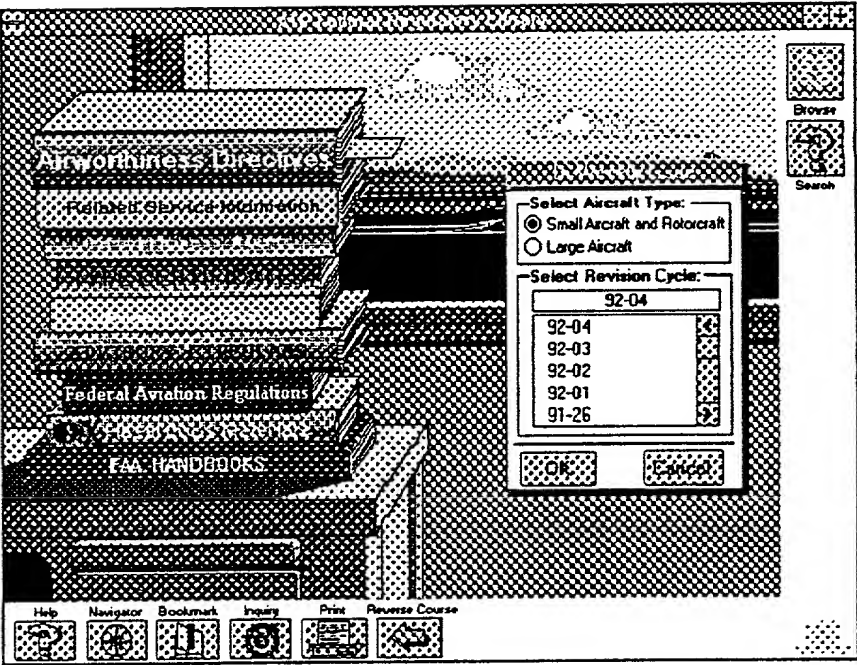 Airworthiness Directives
Related Service Information
Federal Aviation Regulations
FAA HANDBOOKS
Select Aircraft Type:
Small Aircraft and Rotorcraft
Large Aircraft
Select Revision Cycle:
92-04
92-04
92-03
92-02
92-01
91-26
OK
Cancel
Browse
Search
Help
Navigator
Bookmark
Inquiry
Print
Reverse Course